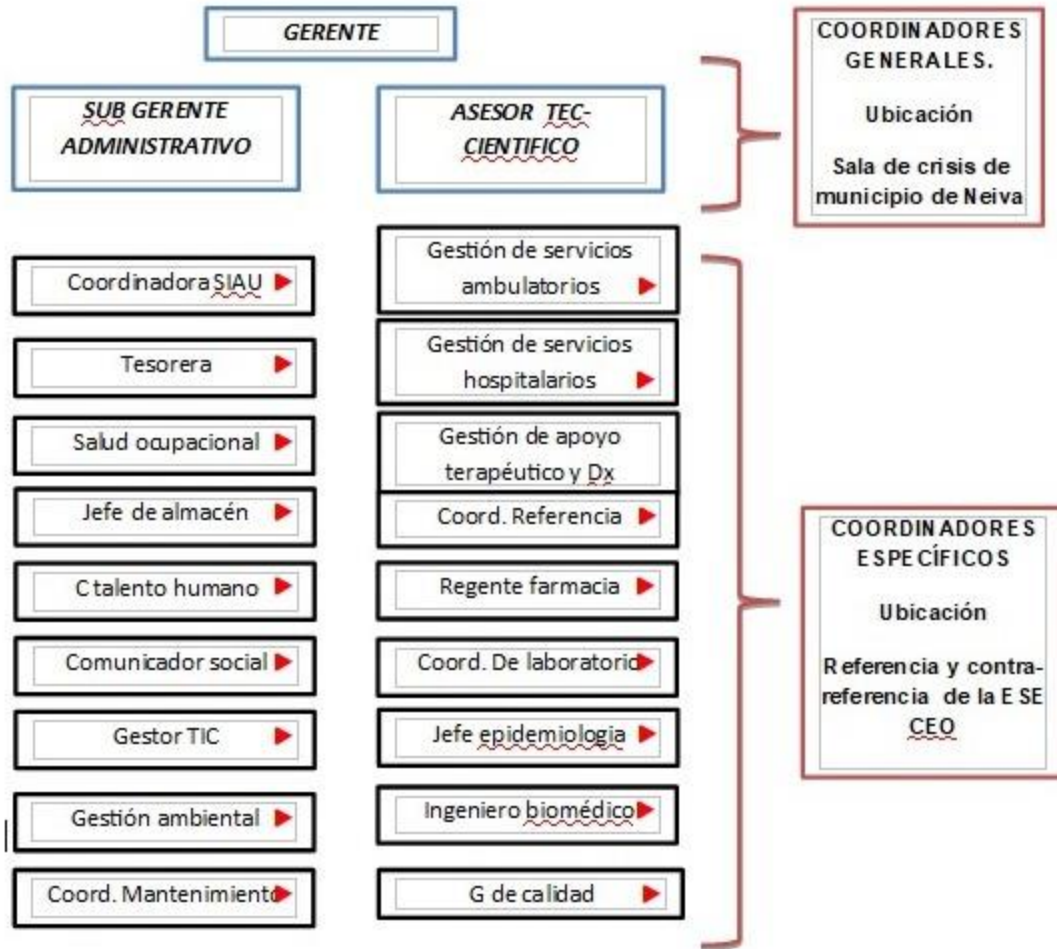 GERENTE
SUB GERENTE
ADMINISTRATIVO
ASESOR TEC-
CIENTIFICO
COORDINADORES
GENERALES.
Ubicación
Sala de crisis de
municipio de Neiva
Coordinadora SIAU
Tesorera
Salud ocupacional
Jefe de almacén
C talento humano
Comunicador social
Gestor TIC
Gestión ambiental
Coord. Mantenimiento
Gestión de servicios
ambulatorios
Gestión de servicios
hospitalarios
Gestión de apoyo
terapéutico y Dx
Coord. Referencia
Regente farmacia
Coord. De laboratorio
Jefe epidemiologia
Ingeniero biomédico
G de calidad
COORDINADORES
ESPECÍFICOS
Ubicación
Referencia y contra-
referencia de la ESE
CEO